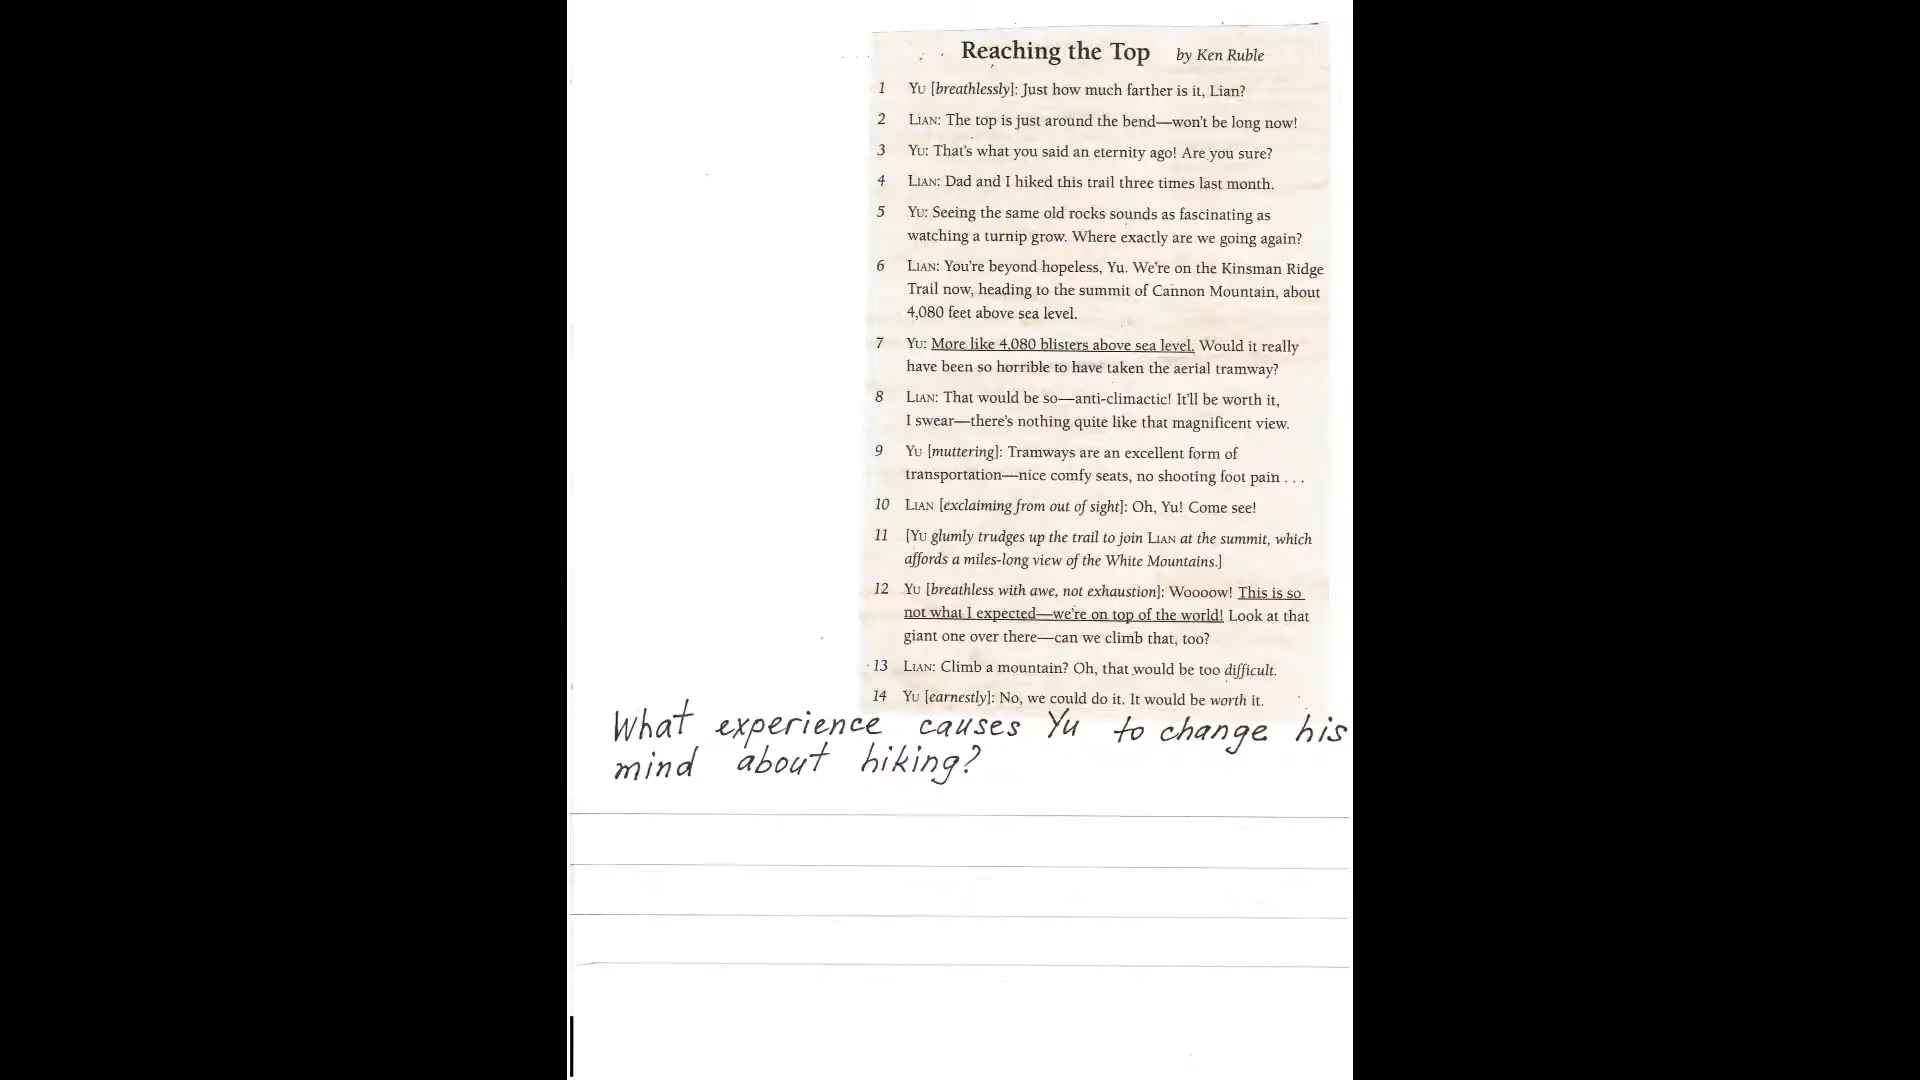 Reaching the Top by Ken Ruble
1 YU [breathlessly]: Just how much farther is it, Lian?
2 LIAN: The top is just around the bend—won't be long now!
3 YU: That's what you said an eternity ago! Are you sure?
4 LIAN: Dad and I hiked this trail three times last month.
5 YU: Seeing the same old rocks sounds as fascinating as
watching a turnip grow. Where exactly are we going again?
6 LIAN: You're beyond hopeless, Yu. We're on the Kinsman Ridge
Trail now, heading to the summit of Cannon Mountain, about
4,080 feet above sea level.
7 YU: More like 4,080 blisters above sea level. Would it really
have been so horrible to have taken the aerial tramway?
8 LIAN: That would be so—anti-climactic! It'll be worth it,
I swear—there's nothing quite like that magnificent view.
9 YU [muttering]: Tramways are an excellent form of
transportation—nice comfy seats, no shooting foot pain . . .
10 LIAN [exclaiming from out of sight]: Oh, Yu! Come see!
11 [YU glumly trudges up the trail to join LIAN at the summit, which
affords a miles-long view of the White Mountains.]
12 YU [breathless with awe, not exhaustion]: Woooow! This is so
not what I expected—we're on top of the world! Look at that
giant one over there—can we climb that, too?
13 LIAN: Climb a mountain? Oh, that would be too difficult.
14 YU [earnestly]: No, we could do it. It would be worth it.
What experience causes Yu to change his
mind about hiking?